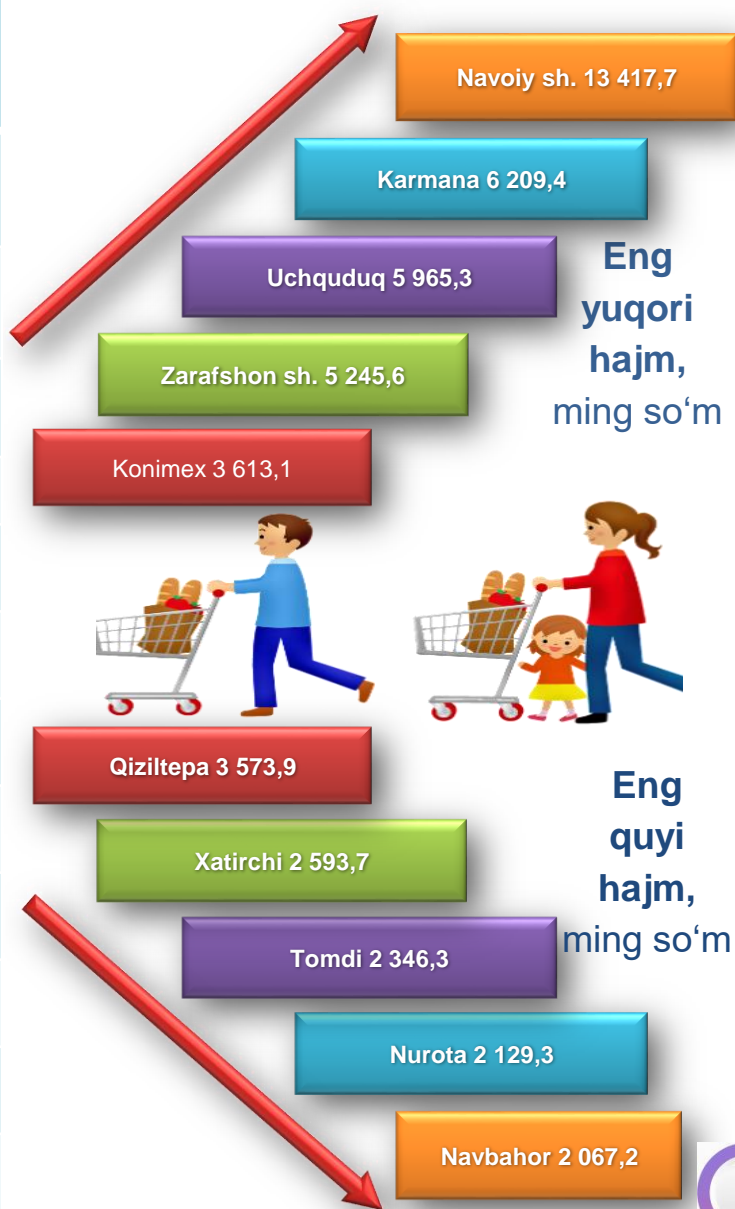 Navoiy sh. 13 417,7
Karmana 6 209,4
Uchquduq 5 965,3
Zarafshon sh. 5 245,6
Konimex 3 613,1
Eng
yuqori
hajm,
ming so‘m
Qiziltepa 3 573,9
Xatirchi 2 593,7
Tomdi 2 346,3
Nurota 2 129,3
Navbahor 2 067,2
Eng
quyi
hajm,
ming so‘m